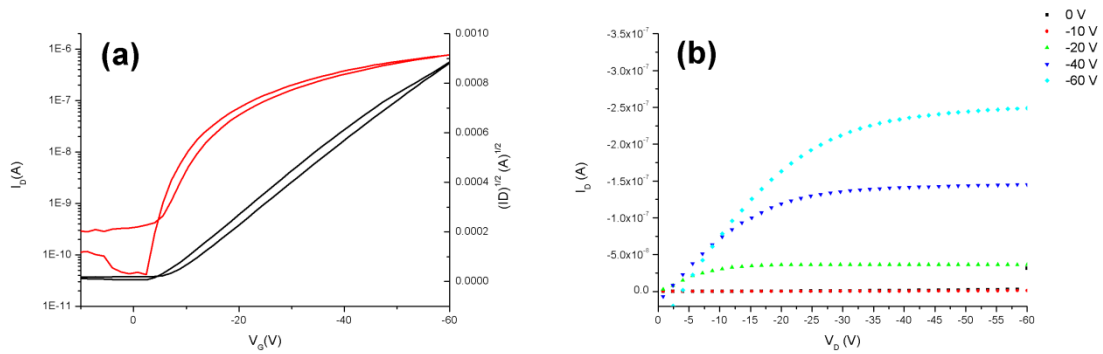 (a)
1E-6
1E-7
1E-8
1E-9
1E-10
1E-11
I_D(A)
0
-20
-40
-60
V_G(V)
0.0010
0.0008
0.0006
0.0004
0.0002
0.0000
(ID)^1/2 (A)^1/2
(b)
-3.5x10^-7
-3.0x10^-7
-2.5x10^-7
-2.0x10^-7
-1.5x10^-7
-1.0x10^-7
-5.0x10^-8
0.0
I_D (A)
0 -5 -10 -15 -20 -25 -30 -35 -40 -45 -50 -55 -60
V_D (V)
0 V
-10 V
-20 V
-40 V
-60 V